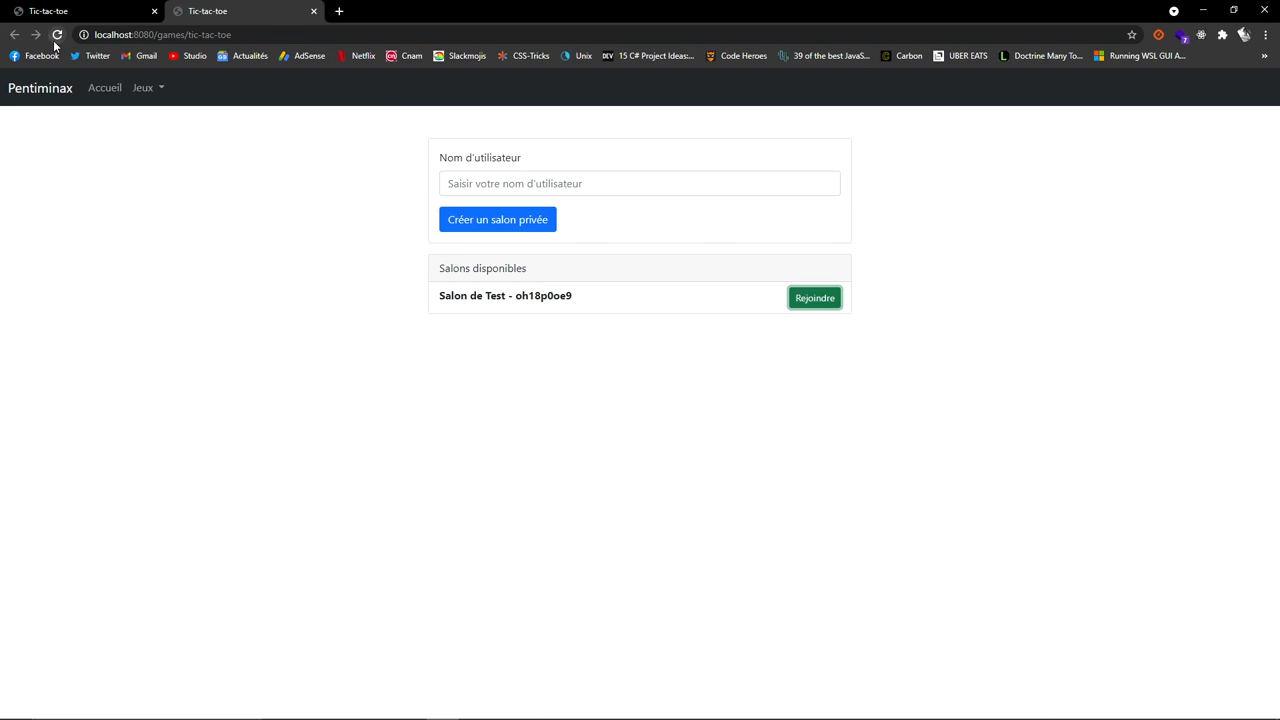 Tic-tac-toe Tic-tac-toe
localhost:8080/games/tic-tac-toe
Facebook Twitter Gmail Studio Actualités AdSense Netflix Cnam Slackmojis CSS-Tricks Unix 15 C# Project Ideas:... Code Heroes 39 of the best JavaS... Carbon UBER EATS Doctrine Many To... Running WSL GUI A... »
Pentiminax Accueil Jeux
Nom d'utilisateur
Saisir votre nom d'utilisateur
Créer un salon privée
Salons disponibles
Salon de Test - oh18p0oe9 Rejoindre